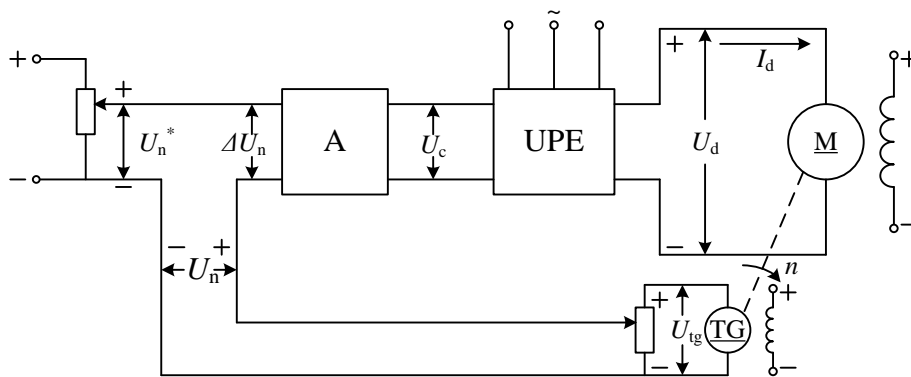 ~
+ + + I_d +
U_n^* ΔU_n A U_c UPE U_d M
− − − −
− + n
U_n
+ +
U_tg TG
− −